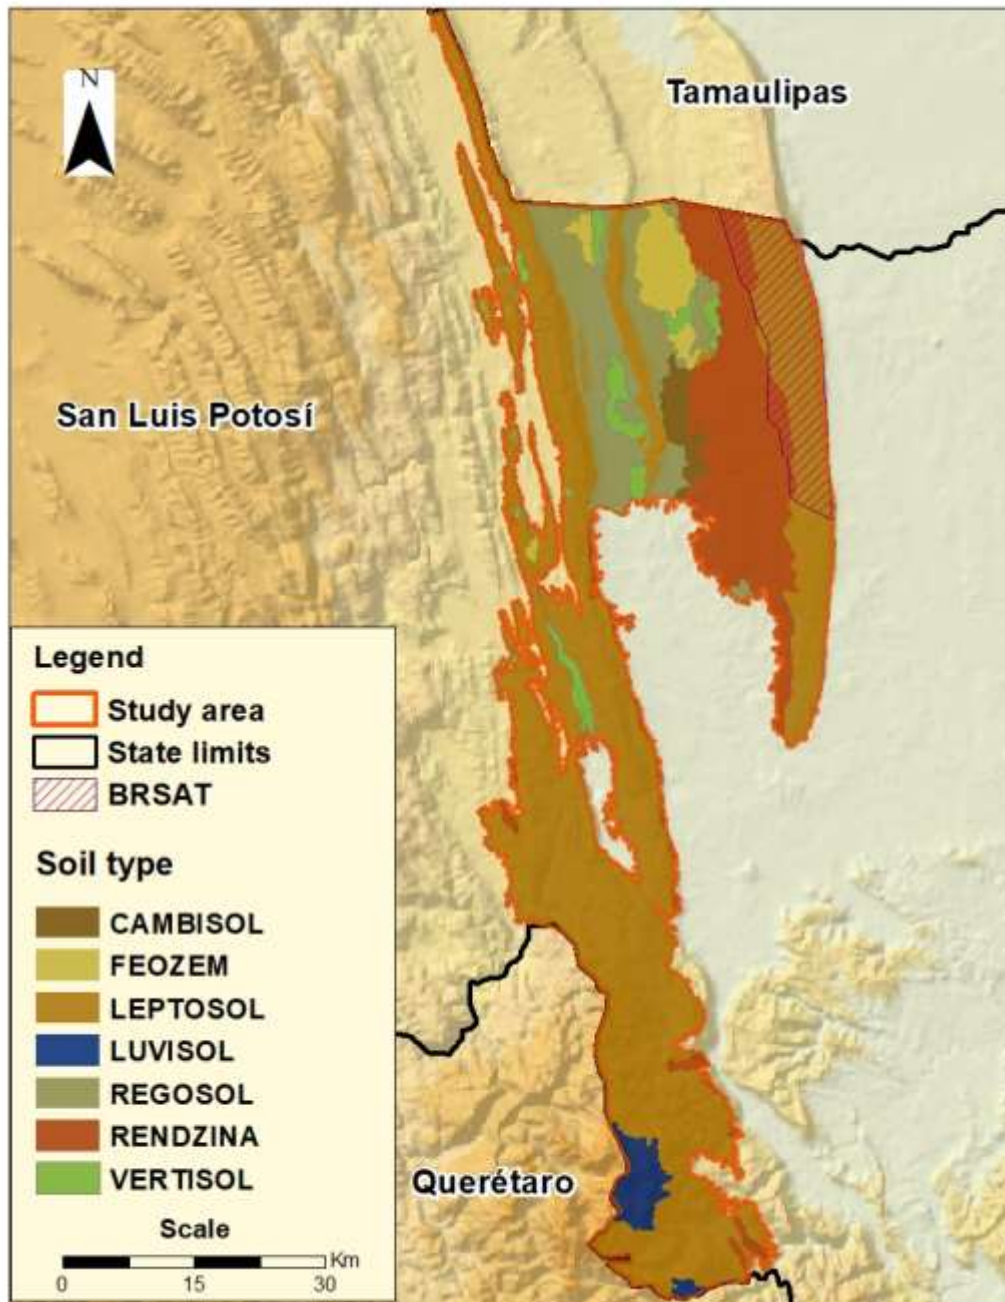 N
Tamaulipas
San Luis Potosí
Legend
Study area
State limits
BRSAT
Soil type
CAMBISOL
FEOZEM
LEPTOSOL
LUVISOL
REGOSOL
RENDZINA
VERTISOL
Querétaro
Scale
Km
0 15 30